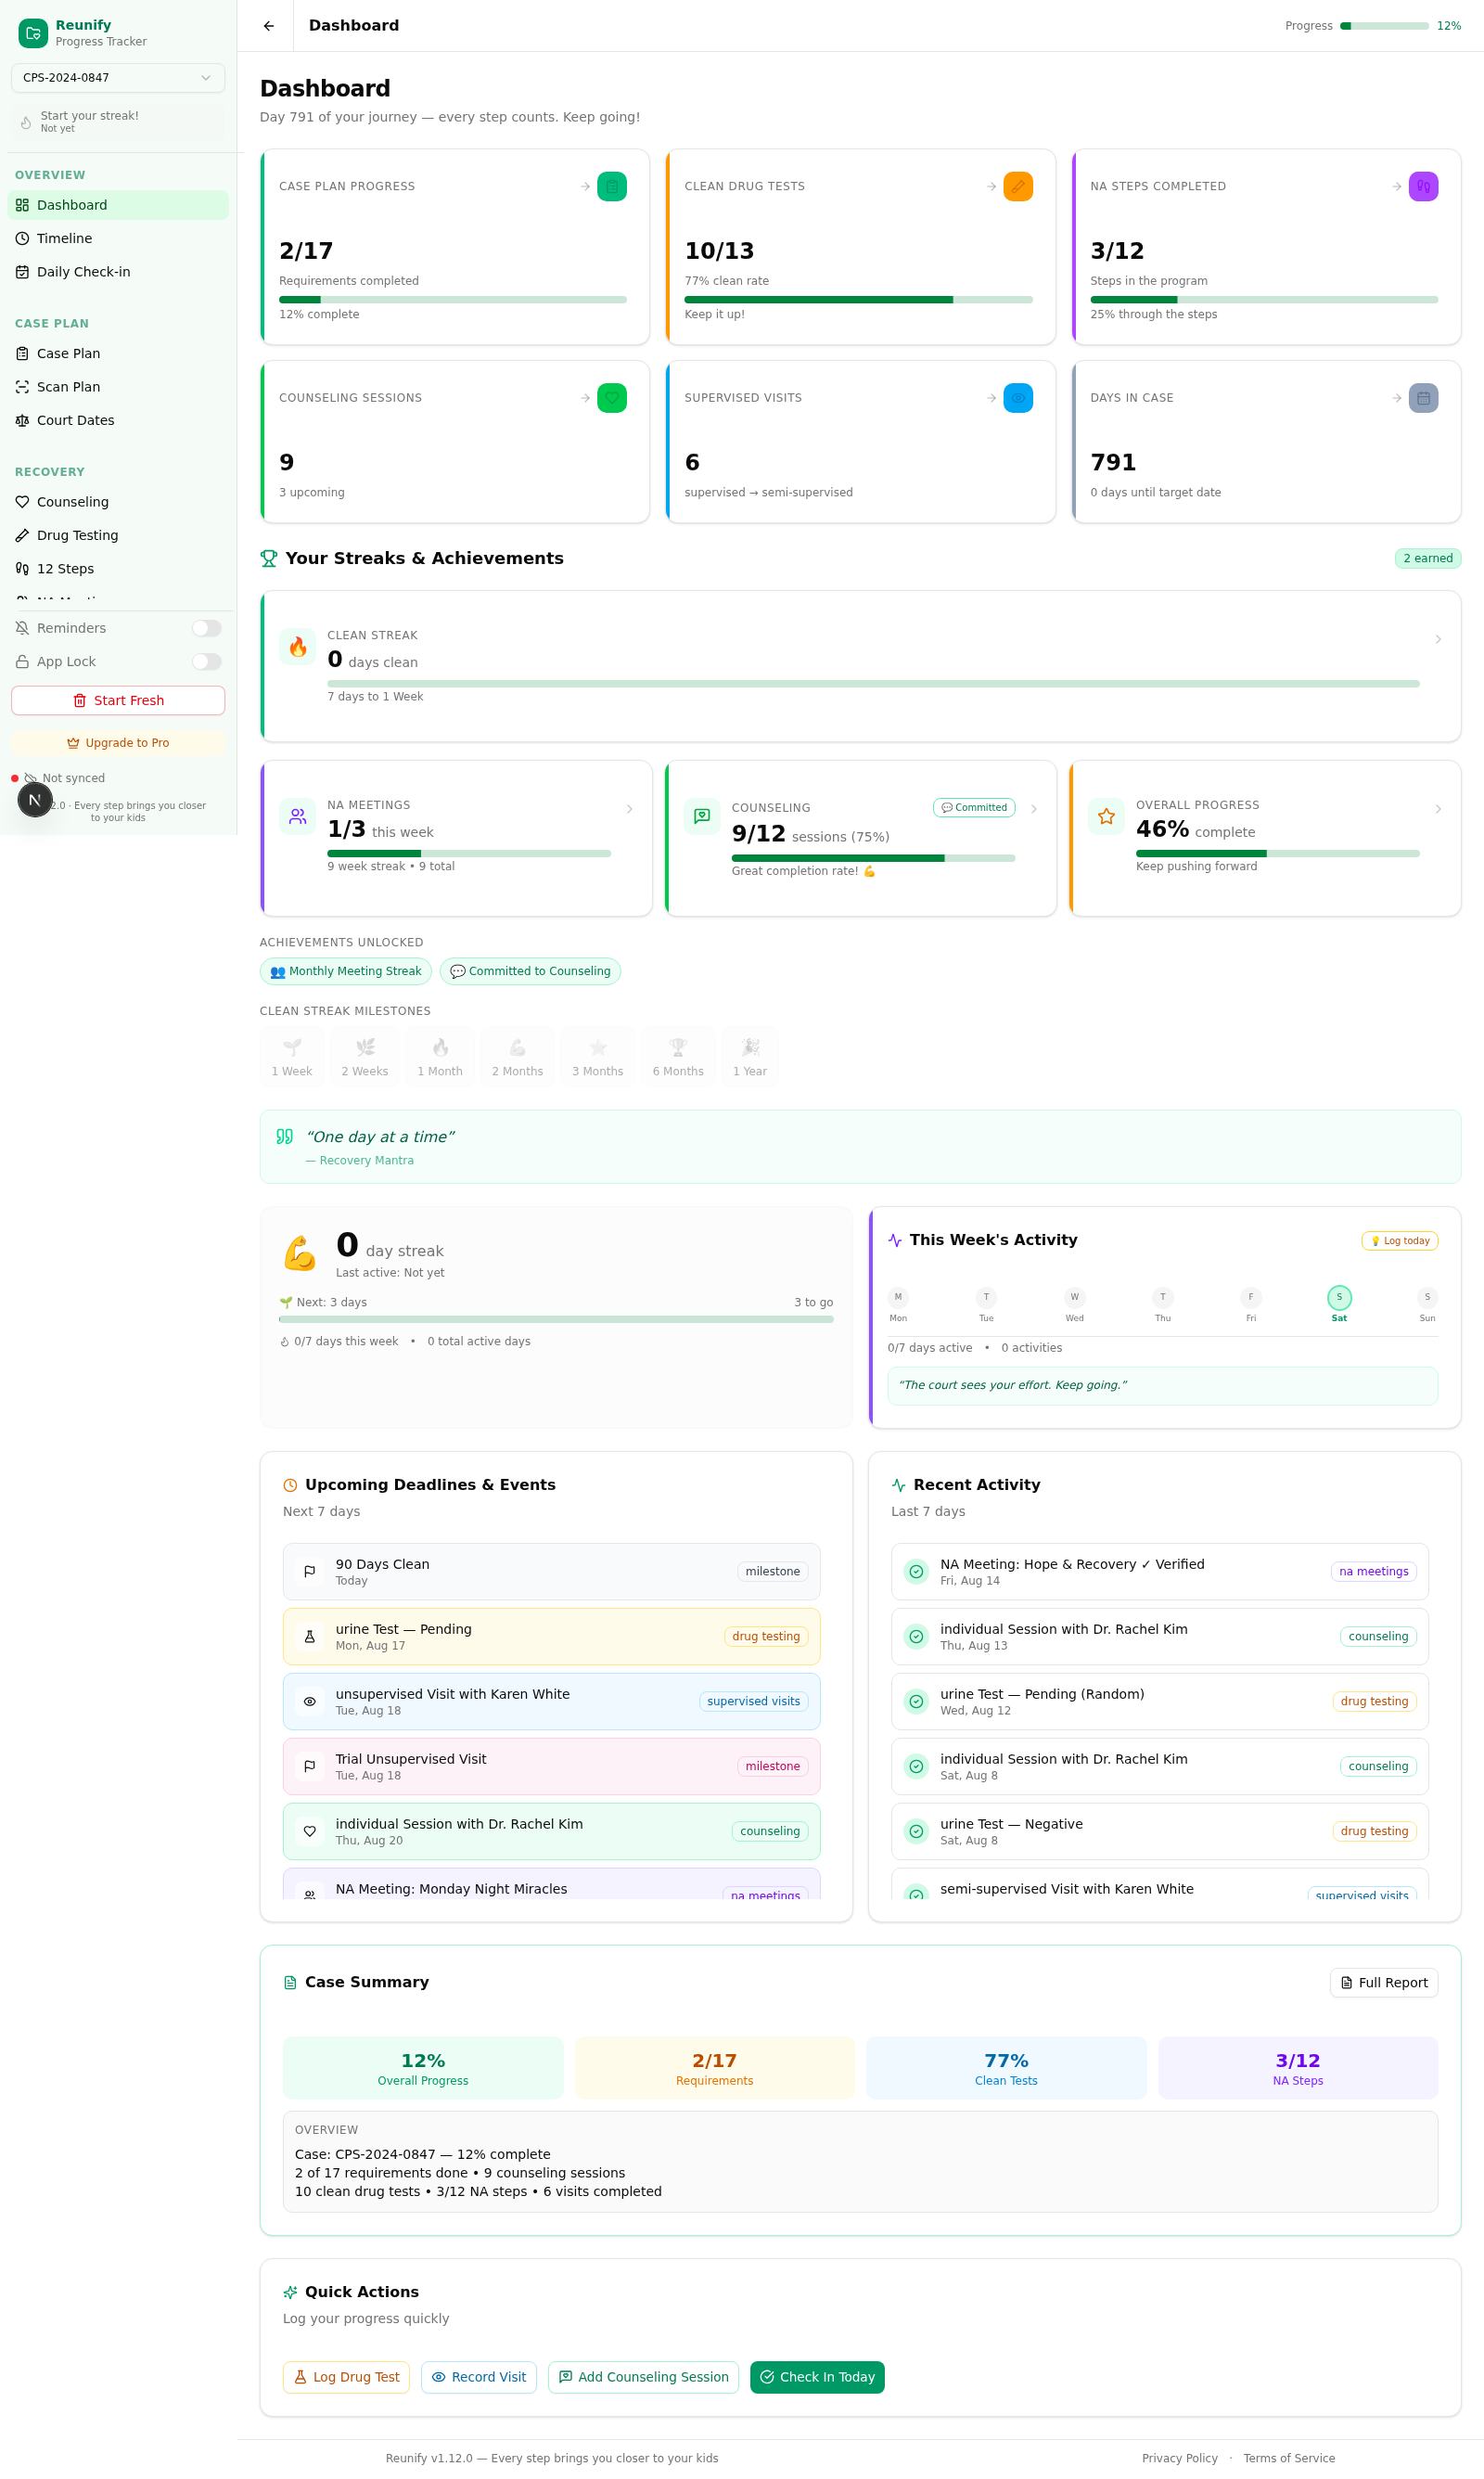 Reunify
Progress Tracker
CPS-2024-0847
Start your streak!
Not yet
OVERVIEW
Dashboard
Timeline
Daily Check-in
CASE PLAN
Case Plan
Scan Plan
Court Dates
RECOVERY
Counseling
Drug Testing
12 Steps
Reminders
App Lock
Start Fresh
Upgrade to Pro
Not synced
2.0 · Every step brings you closer
to your kids
Dashboard
Progress 12%
Dashboard
Day 791 of your journey — every step counts. Keep going!
CASE PLAN PROGRESS
2/17
Requirements completed
12% complete
CLEAN DRUG TESTS
10/13
77% clean rate
Keep it up!
NA STEPS COMPLETED
3/12
Steps in the program
25% through the steps
COUNSELING SESSIONS
9
3 upcoming
SUPERVISED VISITS
6
supervised → semi-supervised
DAYS IN CASE
791
0 days until target date
Your Streaks & Achievements
2 earned
CLEAN STREAK
0 days clean
7 days to 1 Week
NA MEETINGS
1/3 this week
9 week streak • 9 total
COUNSELING
💬 Committed
9/12 sessions (75%)
Great completion rate! 💪
OVERALL PROGRESS
46% complete
Keep pushing forward
ACHIEVEMENTS UNLOCKED
👥 Monthly Meeting Streak
💬 Committed to Counseling
CLEAN STREAK MILESTONES
1 Week
2 Weeks
1 Month
2 Months
3 Months
6 Months
1 Year
“One day at a time”
— Recovery Mantra
0 day streak
Last active: Not yet
🌱 Next: 3 days
3 to go
0/7 days this week • 0 total active days
This Week's Activity
💡 Log today
M T W T F S S
Mon Tue Wed Thu Fri Sat Sun
0/7 days active • 0 activities
“The court sees your effort. Keep going.”
Upcoming Deadlines & Events
Next 7 days
90 Days Clean
Today
milestone
urine Test — Pending
Mon, Aug 17
drug testing
unsupervised Visit with Karen White
Tue, Aug 18
supervised visits
Trial Unsupervised Visit
Tue, Aug 18
milestone
individual Session with Dr. Rachel Kim
Thu, Aug 20
counseling
NA Meeting: Monday Night Miracles
na meetings
Recent Activity
Last 7 days
NA Meeting: Hope & Recovery ✓ Verified
Fri, Aug 14
na meetings
individual Session with Dr. Rachel Kim
Thu, Aug 13
counseling
urine Test — Pending (Random)
Wed, Aug 12
drug testing
individual Session with Dr. Rachel Kim
Sat, Aug 8
counseling
urine Test — Negative
Sat, Aug 8
drug testing
semi-supervised Visit with Karen White
supervised visits
Case Summary
Full Report
12%
Overall Progress
2/17
Requirements
77%
Clean Tests
3/12
NA Steps
OVERVIEW
Case: CPS-2024-0847 — 12% complete
2 of 17 requirements done • 9 counseling sessions
10 clean drug tests • 3/12 NA steps • 6 visits completed
Quick Actions
Log your progress quickly
Log Drug Test
Record Visit
Add Counseling Session
Check In Today
Reunify v1.12.0 — Every step brings you closer to your kids
Privacy Policy · Terms of Service